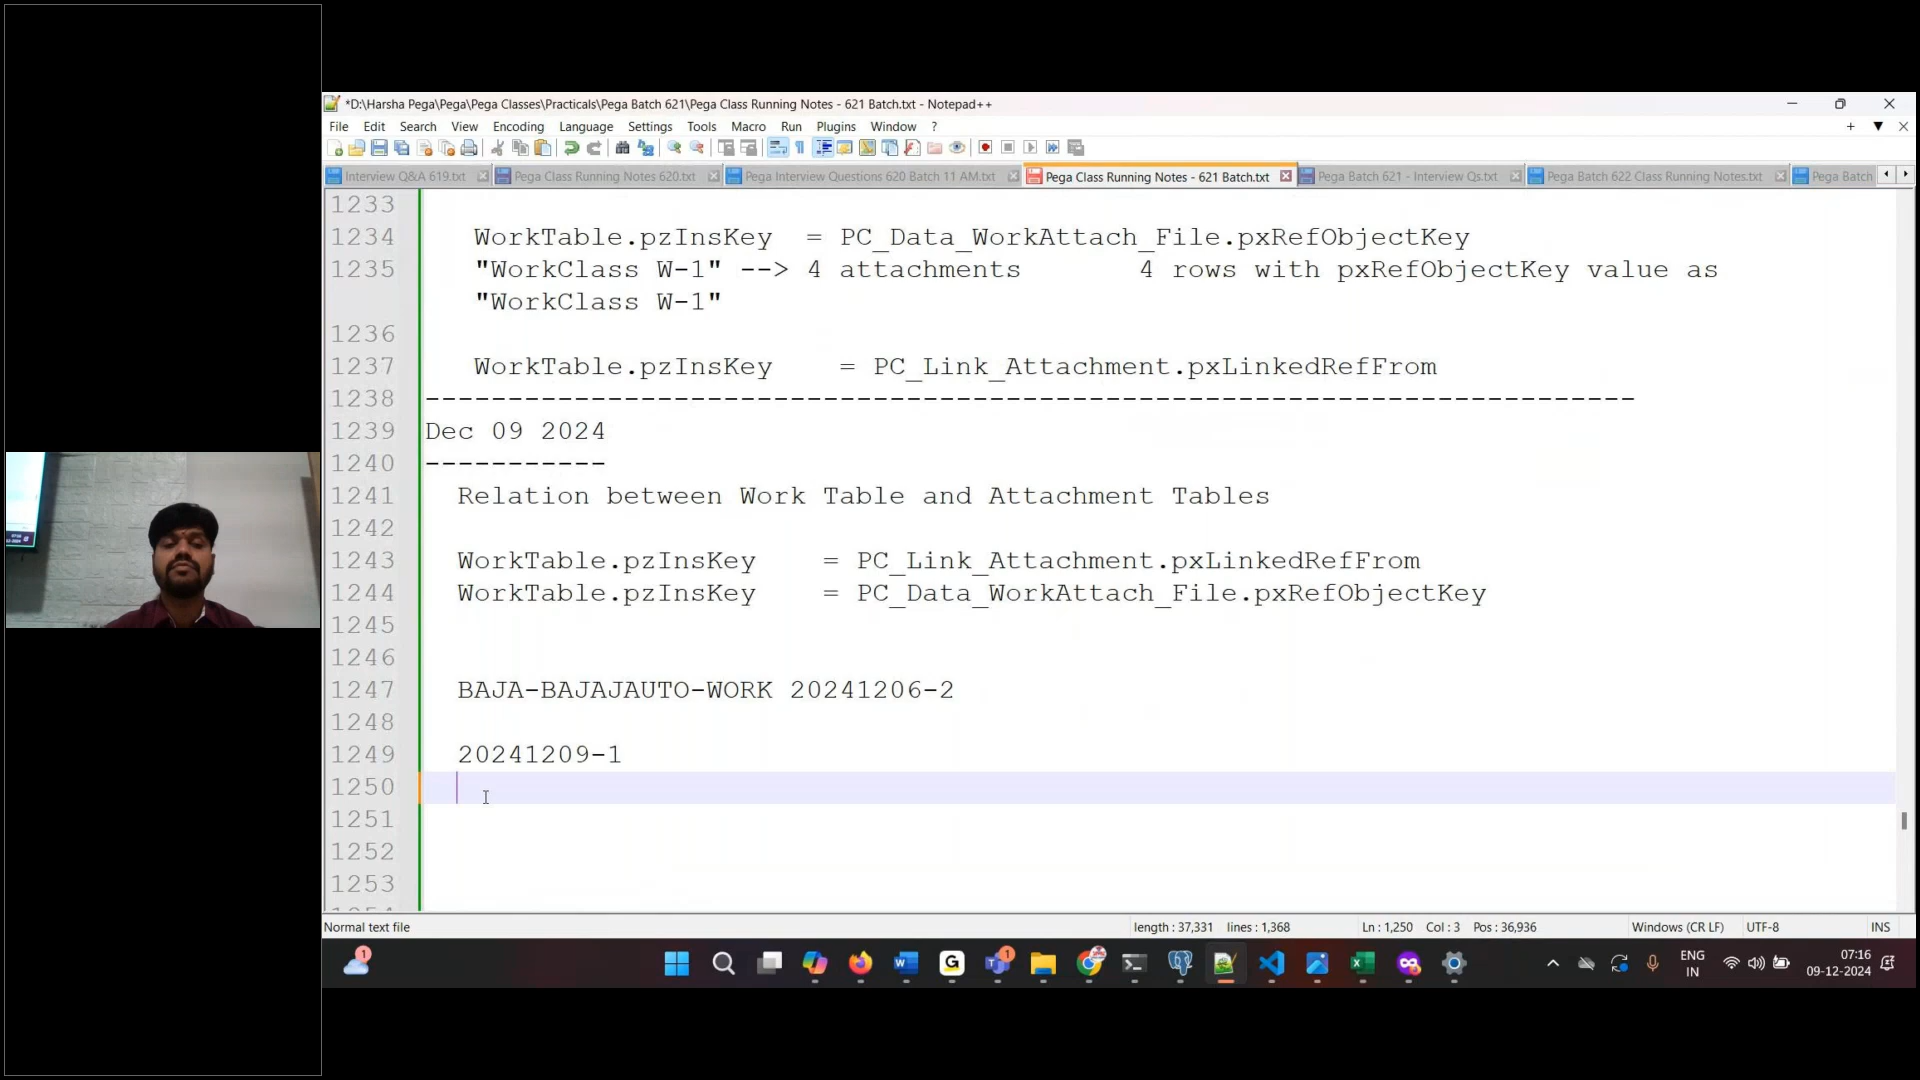 *D:\Harsha Pega\Pega\Pega Classes\Practicals\Pega Batch 621\Pega Class Running Notes - 621 Batch.txt - Notepad++
File Edit Search View Encoding Language Settings Tools Macro Run Plugins Window ?
Interview Q&A 619.txt Pega Class Running Notes 620.txt Pega Interview Questions 620 Batch 11 AM.txt Pega Class Running Notes - 621 Batch.txt Pega Batch 621 - Interview Qs.txt Pega Batch 622 Class Running Notes.txt Pega Batch
1233
1234 WorkTable.pzInsKey = PC_Data_WorkAttach_File.pxRefObjectKey
1235 "WorkClass W-1" --> 4 attachments 4 rows with pxRefObjectKey value as
"WorkClass W-1"
1236
1237 WorkTable.pzInsKey = PC_Link_Attachment.pxLinkedRefFrom
1238 -------------------------------------------------------------------------
1239 Dec 09 2024
1240 -----------
1241 Relation between Work Table and Attachment Tables
1242
1243 WorkTable.pzInsKey = PC_Link_Attachment.pxLinkedRefFrom
1244 WorkTable.pzInsKey = PC_Data_WorkAttach_File.pxRefObjectKey
1245
1246
1247 BAJA-BAJAJAUTO-WORK 20241206-2
1248
1249 20241209-1
1250
1251
1252
1253
Normal text file length : 37,331 lines : 1,368 Ln : 1,250 Col : 3 Pos : 36,936 Windows (CR LF) UTF-8 INS
ENG
IN
07:16
09-12-2024